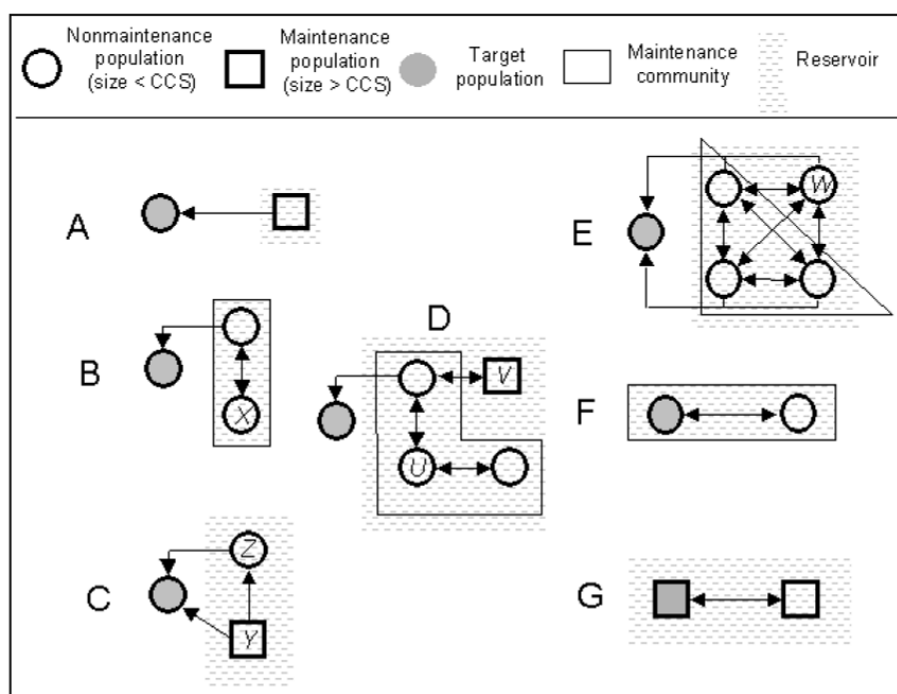 Nonmaintenance
population
(size < CCS)
Maintenance
population
(size > CCS)
Target
population
Maintenance
community
Reservoir
A
B
X
C
Z
Y
D
V
U
E
W
F
G